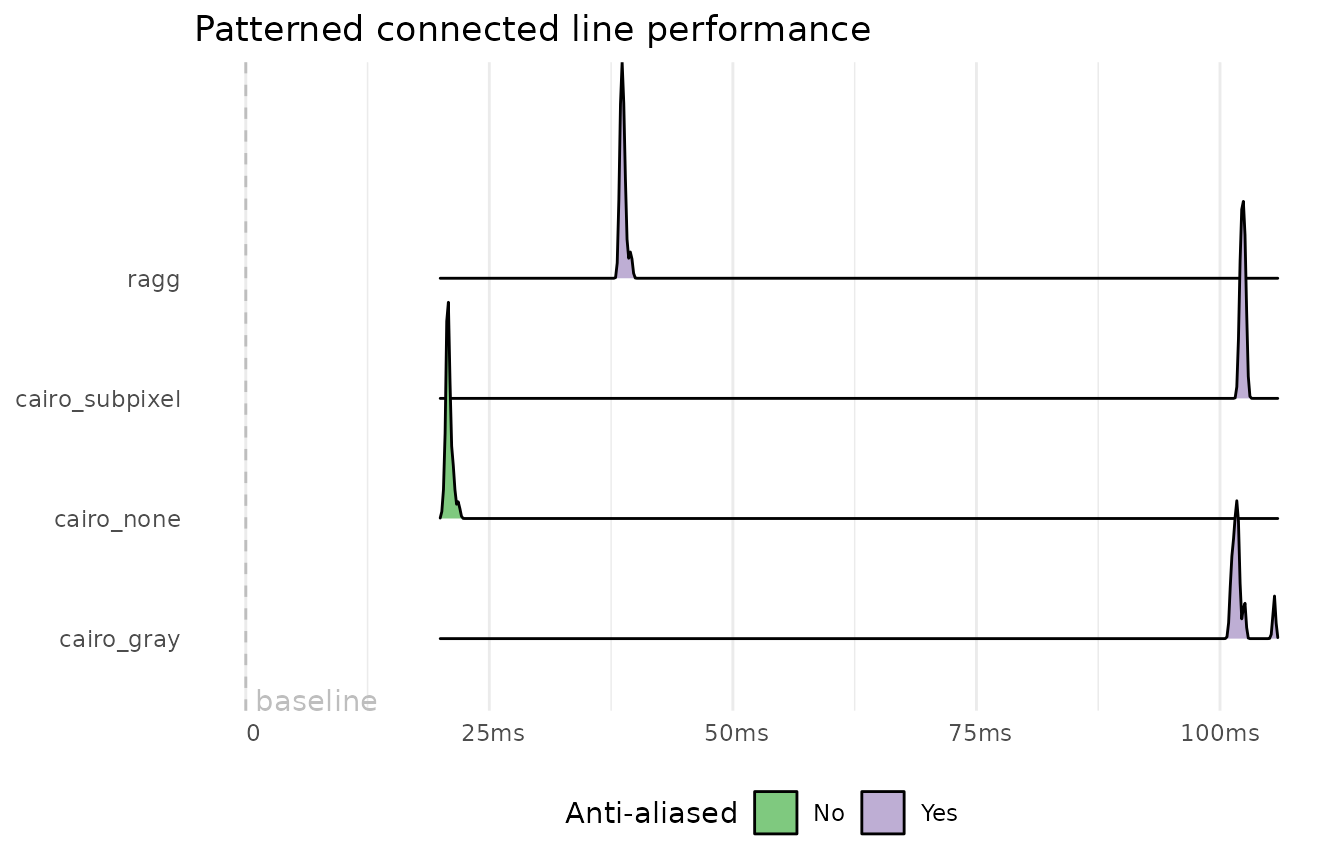 Patterned connected line performance
ragg
cairo_subpixel
cairo_none
cairo_gray
baseline
0 25ms 50ms 75ms 100ms
Anti-aliased No Yes